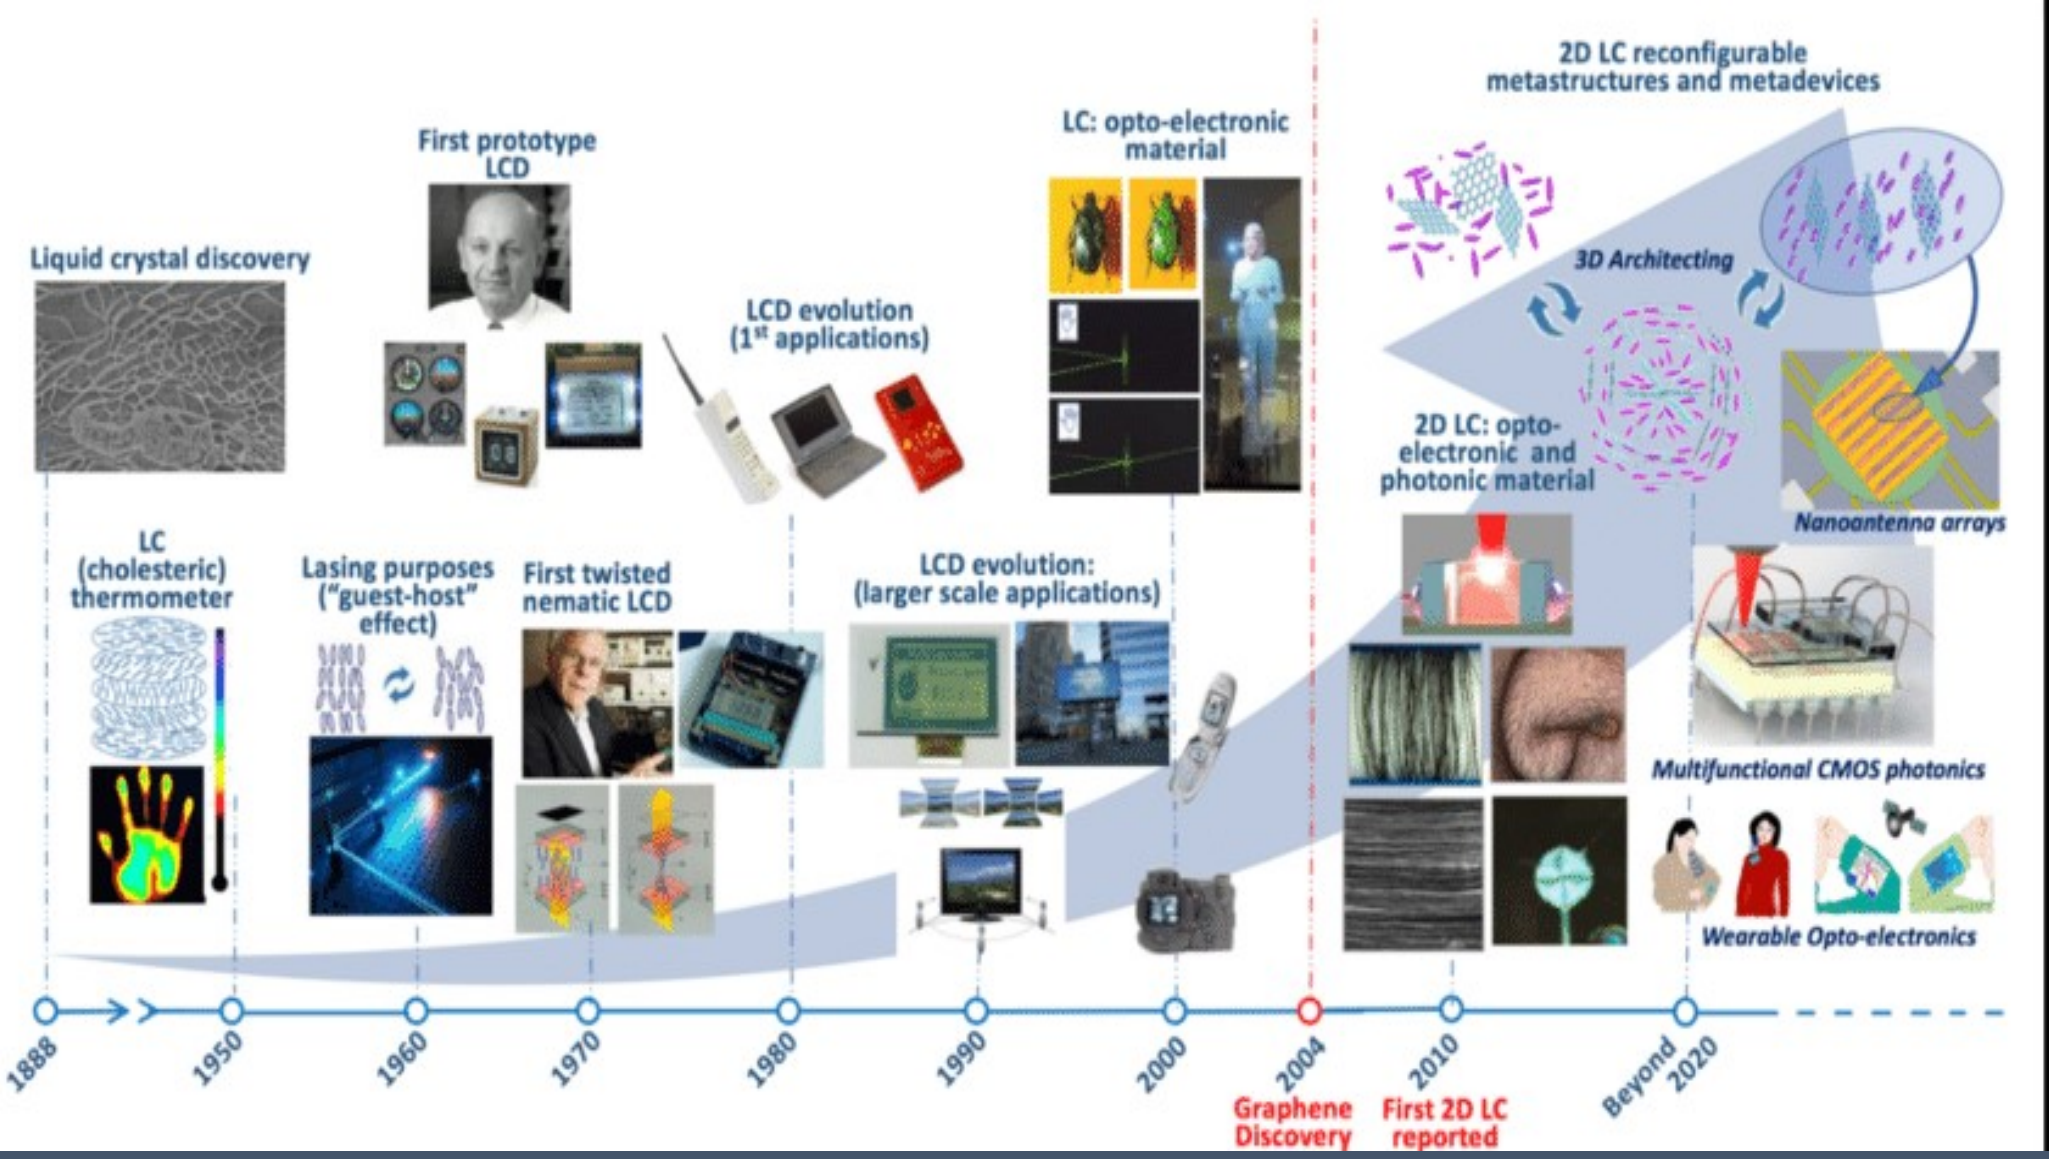 2D LC reconfigurable
metastructures and metadevices
LC: opto-electronic
material
First prototype
LCD
Liquid crystal discovery
3D Architecting
LCD evolution
(1st applications)
2D LC: opto-
electronic and
photonic material
Nanoantenna arrays
LC
(cholesteric)
thermometer
Lasing purposes
("guest-host"
effect)
First twisted
nematic LCD
LCD evolution:
(larger scale applications)
Multifunctional CMOS photonics
Wearable Opto-electronics
1888
1950
1960
1970
1980
1990
2000
2004
2010
Beyond
2020
Graphene
Discovery
First 2D LC
reported